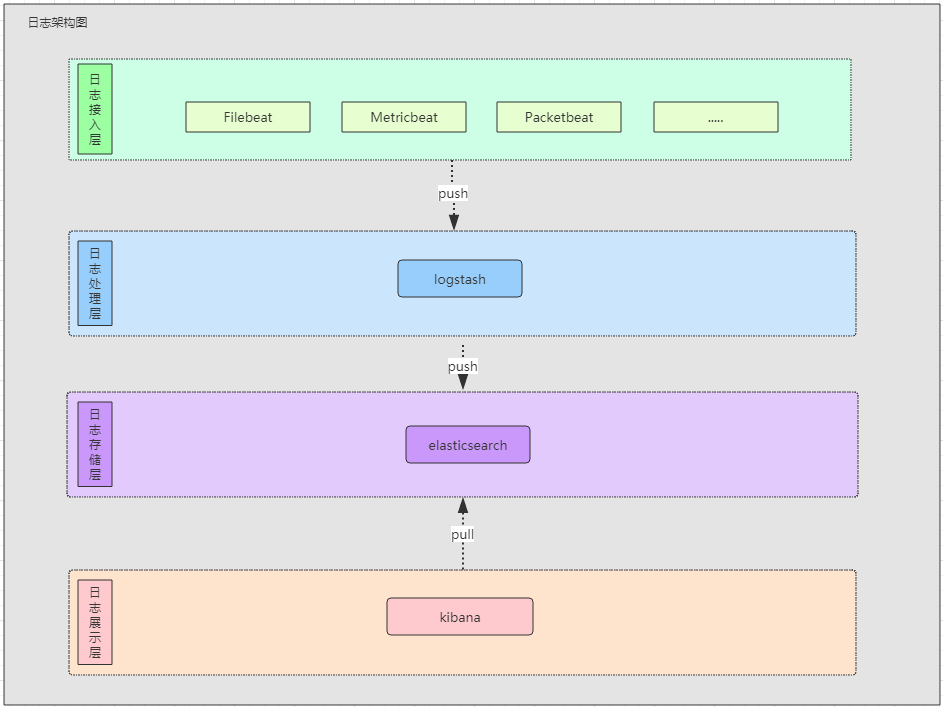 日志架构图
日志接入层
Filebeat
Metricbeat
Packetbeat
.....
push
日志处理层
logstash
push
日志存储层
elasticsearch
pull
日志展示层
kibana